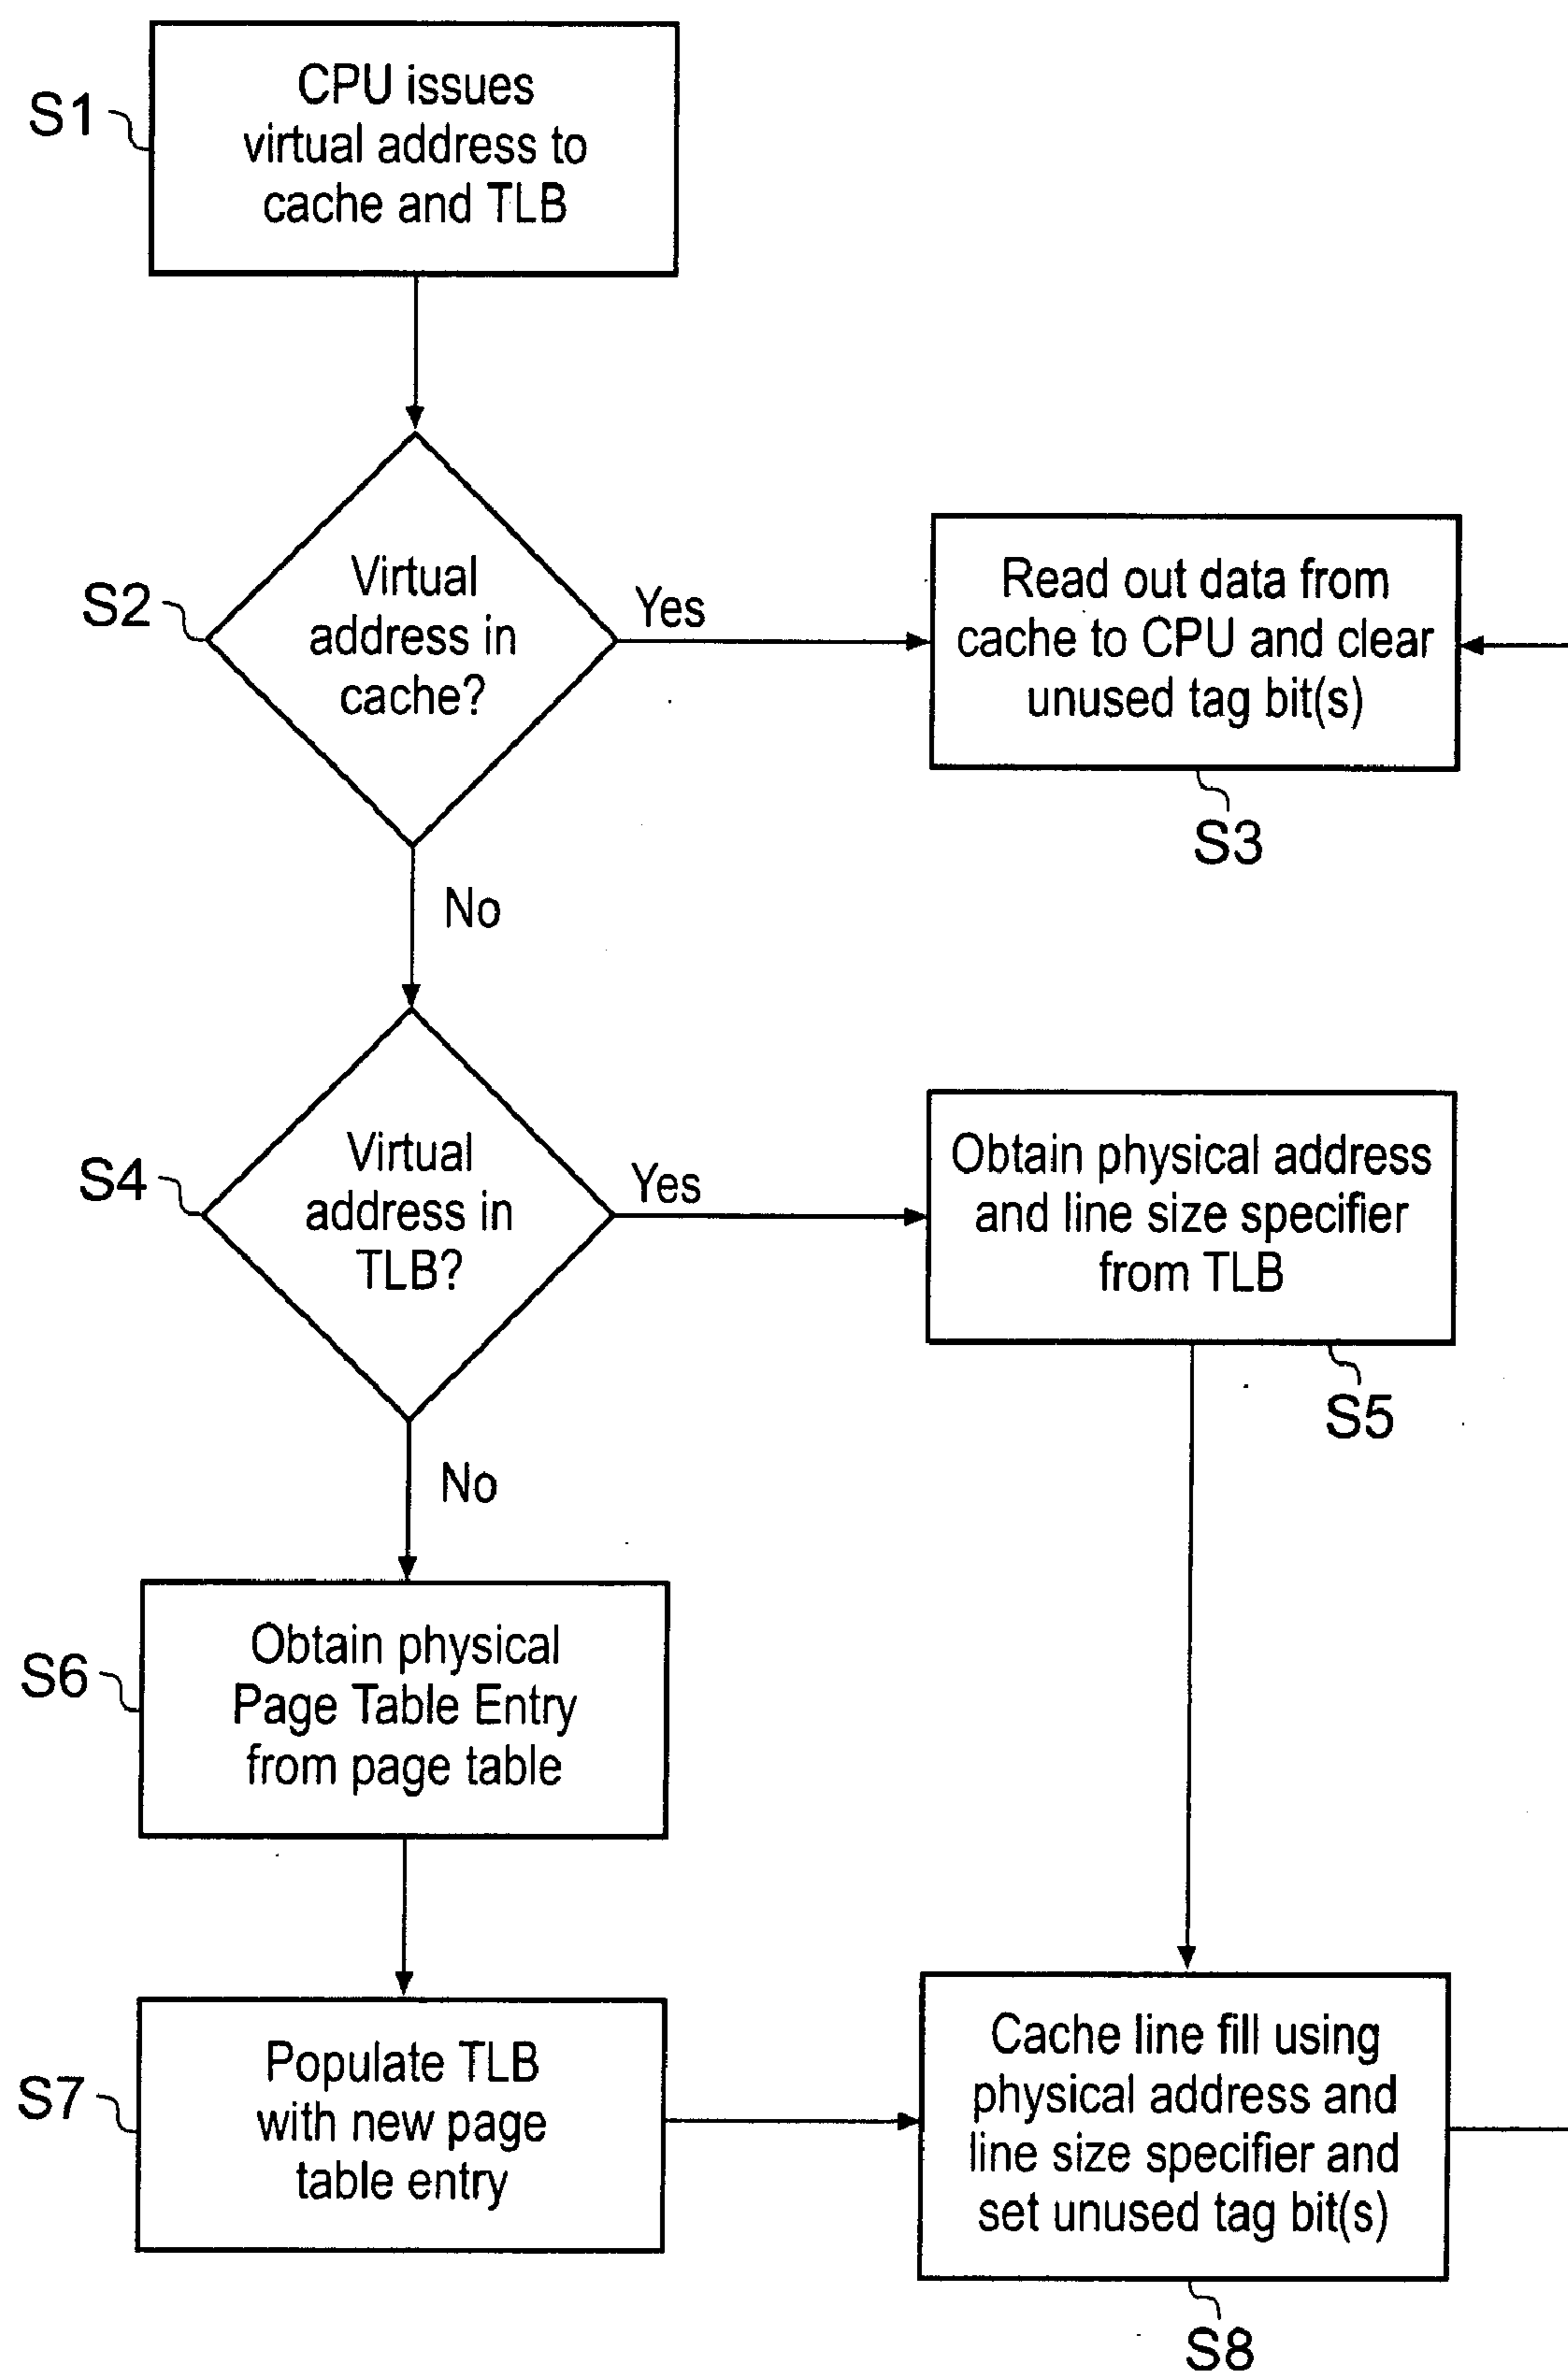 S1
CPU issues
virtual address to
cache and TLB
S2
Virtual
address in
cache?
Yes
Read out data from
cache to CPU and clear
unused tag bit(s)
S3
No
S4
Virtual
address in
TLB?
Yes
Obtain physical address
and line size specifier
from TLB
S5
No
S6
Obtain physical
Page Table Entry
from page table
S7
Populate TLB
with new page
table entry
Cache line fill using
physical address and
line size specifier and
set unused tag bit(s)
S8